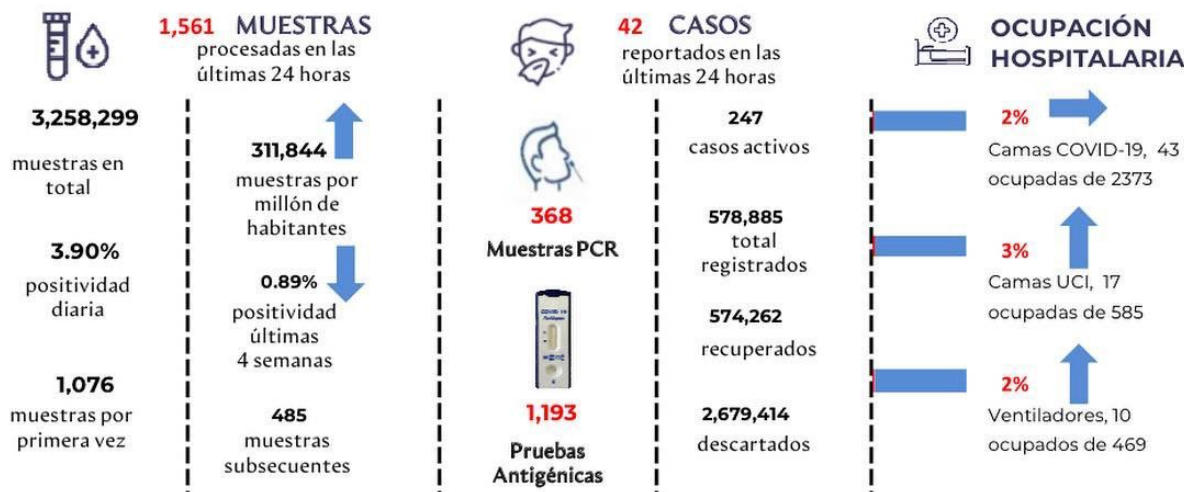 1,561 MUESTRAS
procesadas en las
últimas 24 horas
3,258,299
muestras en
total
3.90%
positividad
diaria
1,076
muestras por
primera vez
311,844
muestras por
millón de
habitantes
0.89%
positividad
últimas
4 semanas
485
muestras
subsecuentes
42 CASOS
reportados en las
últimas 24 horas
368
Muestras PCR
COVID-19
1,193
Pruebas
Antigénicas
247
casos activos
578,885
total
registrados
574,262
recuperados
2,679,414
descartados
OCUPACIÓN
HOSPITALARIA
2%
Camas COVID-19, 43
ocupadas de 2373
3%
Camas UCI, 17
ocupadas de 585
2%
Ventiladores, 10
ocupados de 469